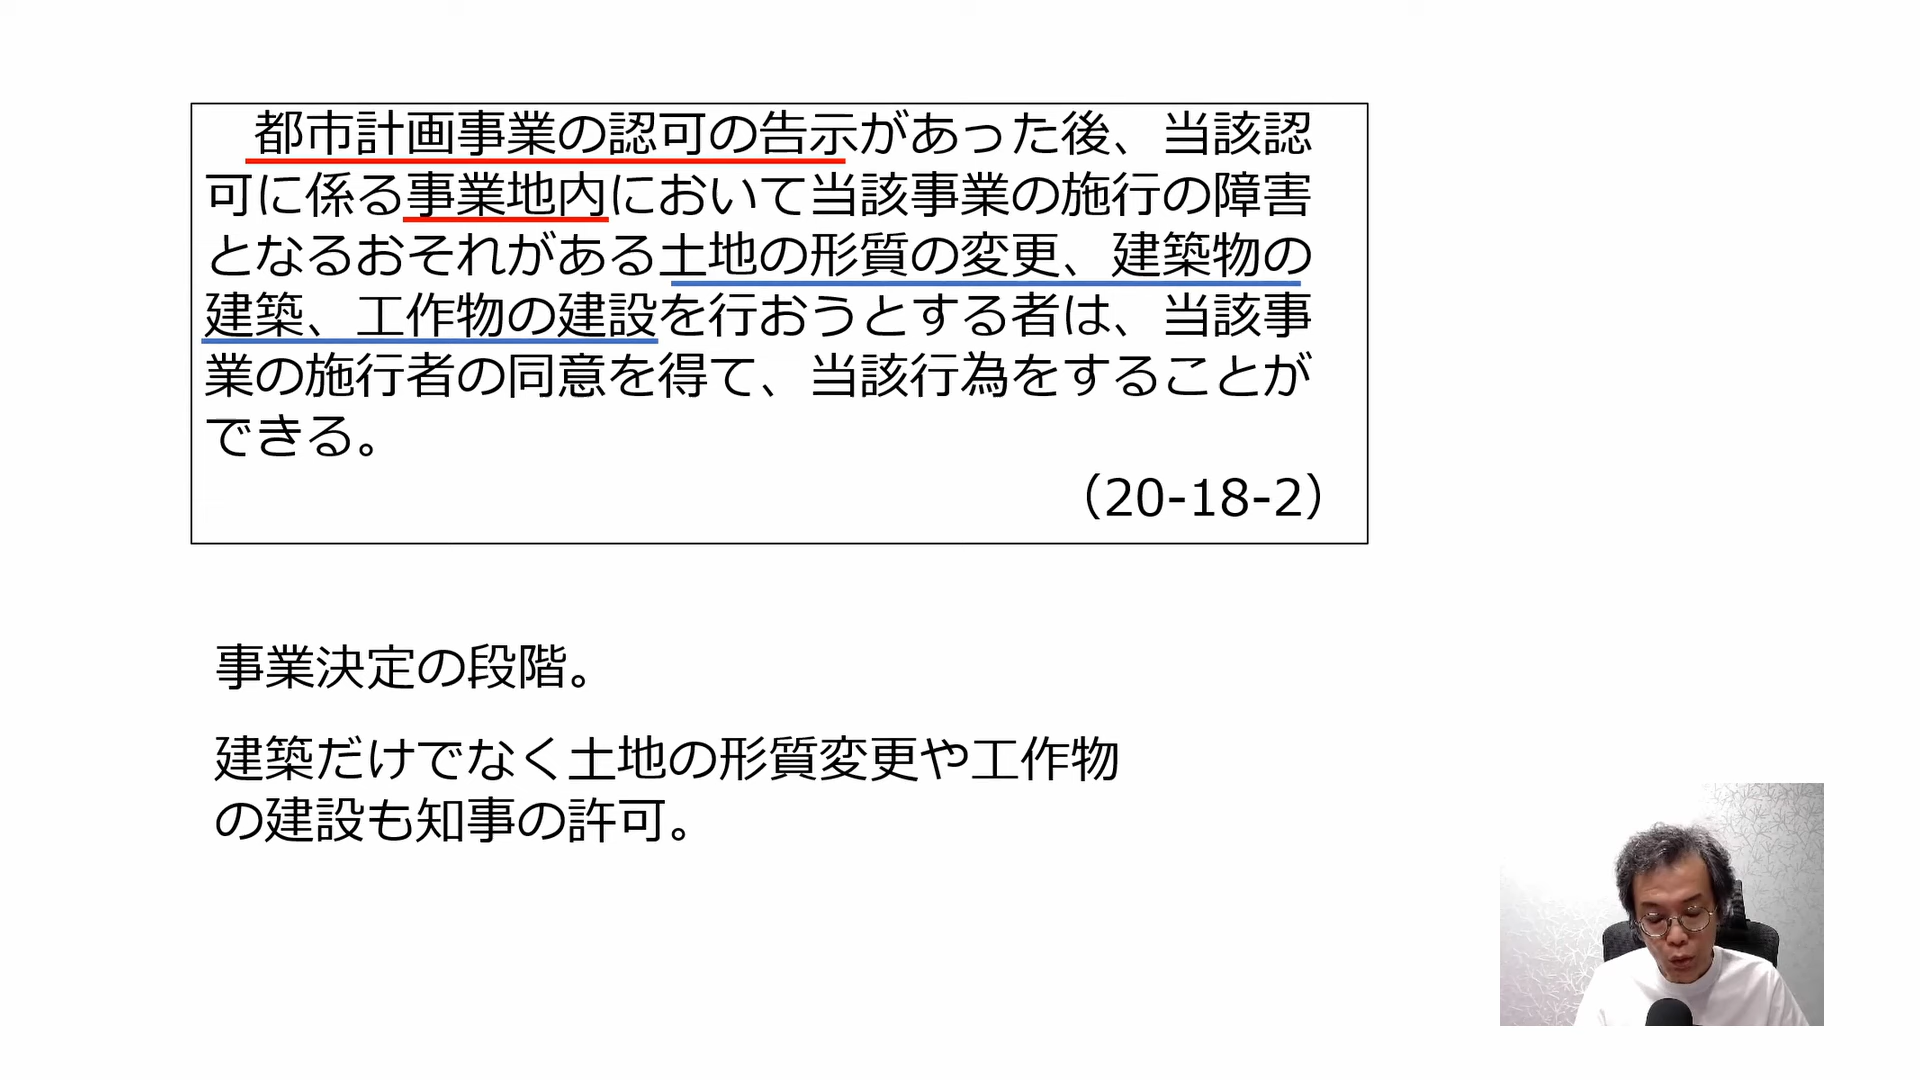 都市計画事業の認可の告示があった後、当該認
可に係る事業地内において当該事業の施行の障害
となるおそれがある土地の形質の変更、建築物の
建築、工作物の建設を行おうとする者は、当該事
業の施行者の同意を得て、当該行為をすることが
できる。
（20-18-2）
事業決定の段階。
建築だけでなく土地の形質変更や工作物
の建設も知事の許可。